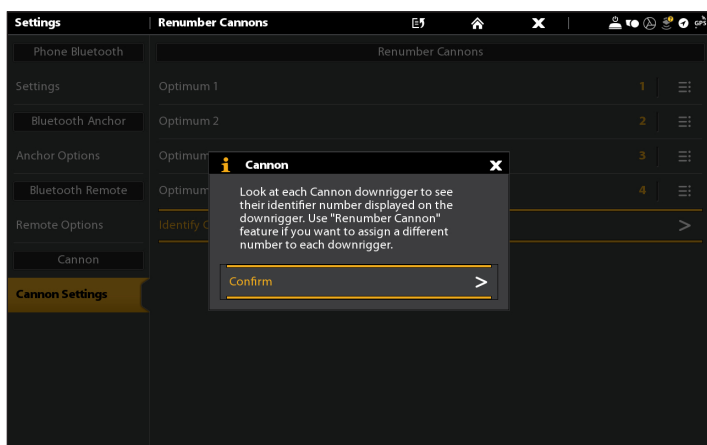 Settings
Renumber Cannons
GPS
Phone Bluetooth
Renumber Cannons
Settings
Optimum 1
1
Bluetooth Anchor
Optimum 2
2
Anchor Options
Optimum
3
Bluetooth Remote
Optimum
4
Remote Options
Identify C
Cannon
Cannon Settings
Cannon
Look at each Cannon downrigger to see
their identifier number displayed on the
downrigger. Use "Renumber Cannon"
feature if you want to assign a different
number to each downrigger.
Confirm